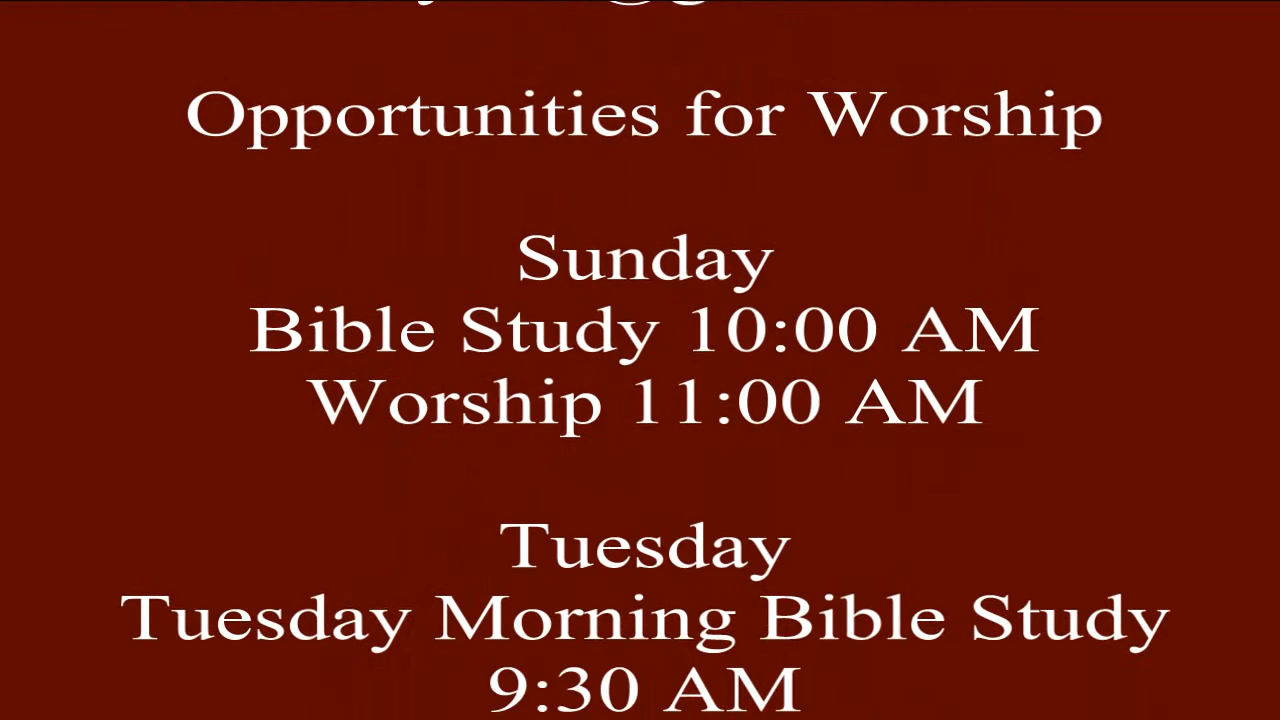 Opportunities for Worship
Sunday
Bible Study 10:00 AM
Worship 11:00 AM
Tuesday
Tuesday Morning Bible Study
9:30 AM